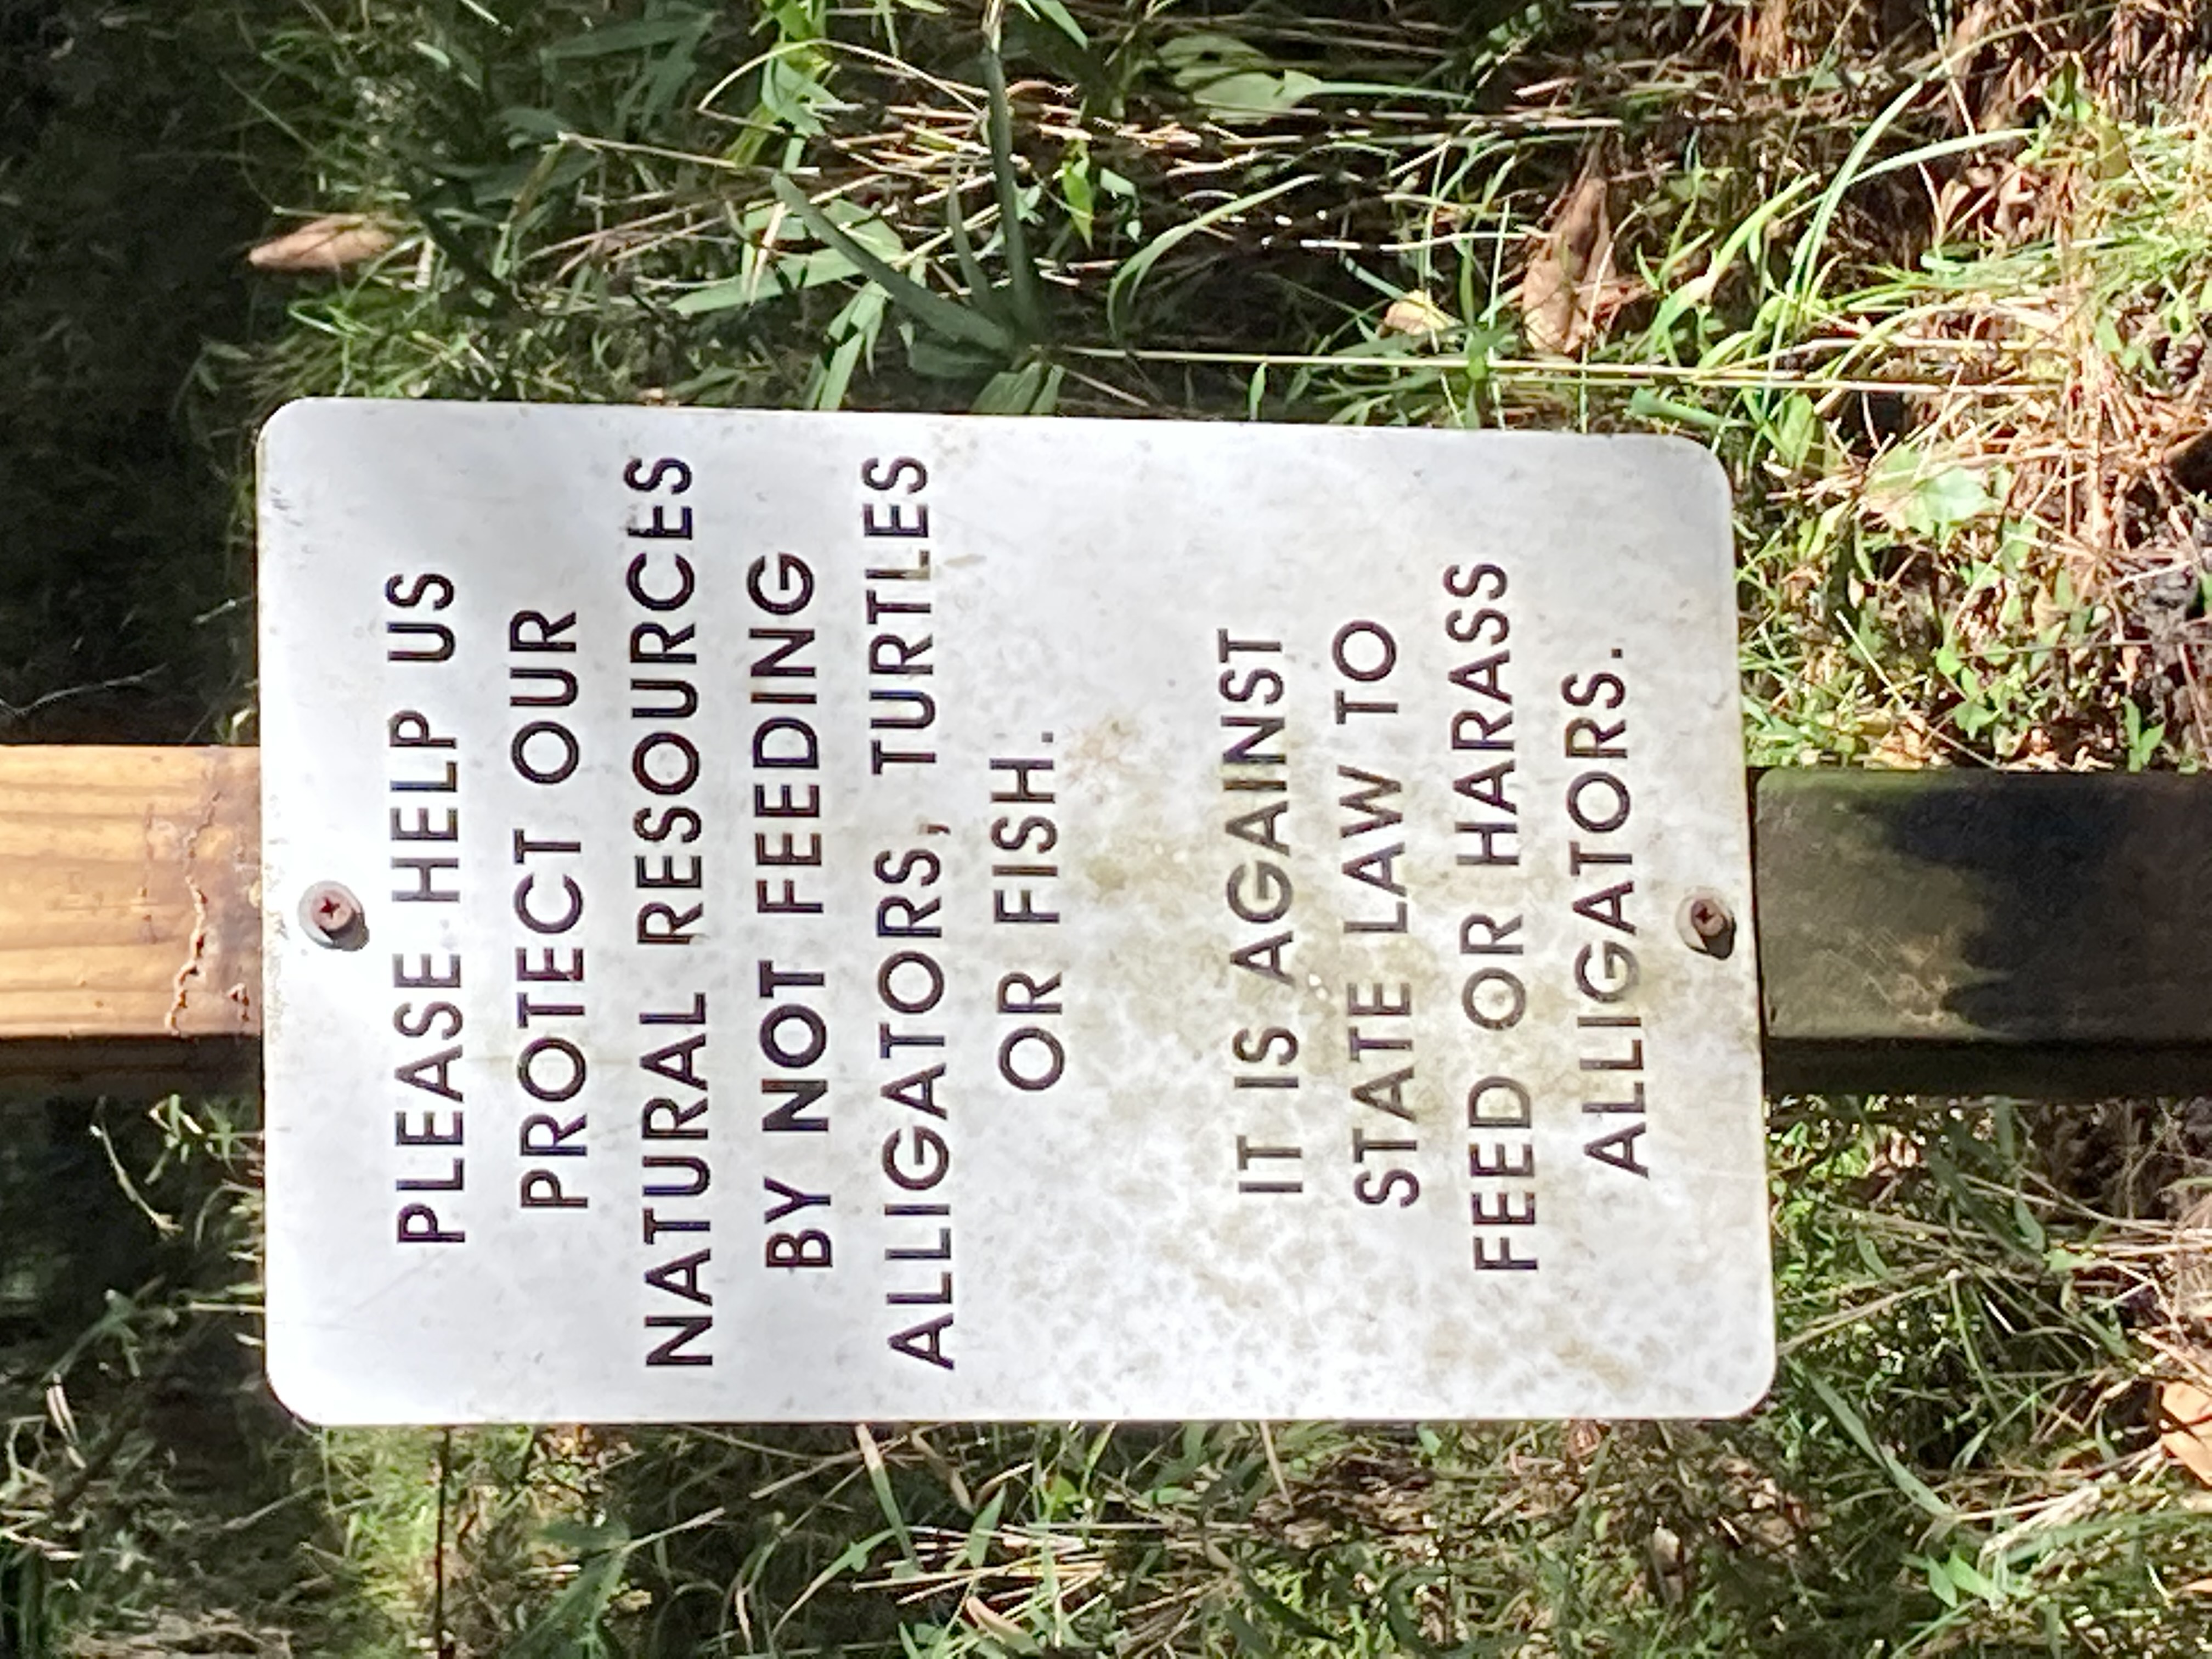 PLEASE HELP US
PROTECT OUR
NATURAL RESOURCES
BY NOT FEEDING
ALLIGATORS, TURTLES
OR FISH.
IT IS AGAINST
STATE LAW TO
FEED OR HARASS
ALLIGATORS.